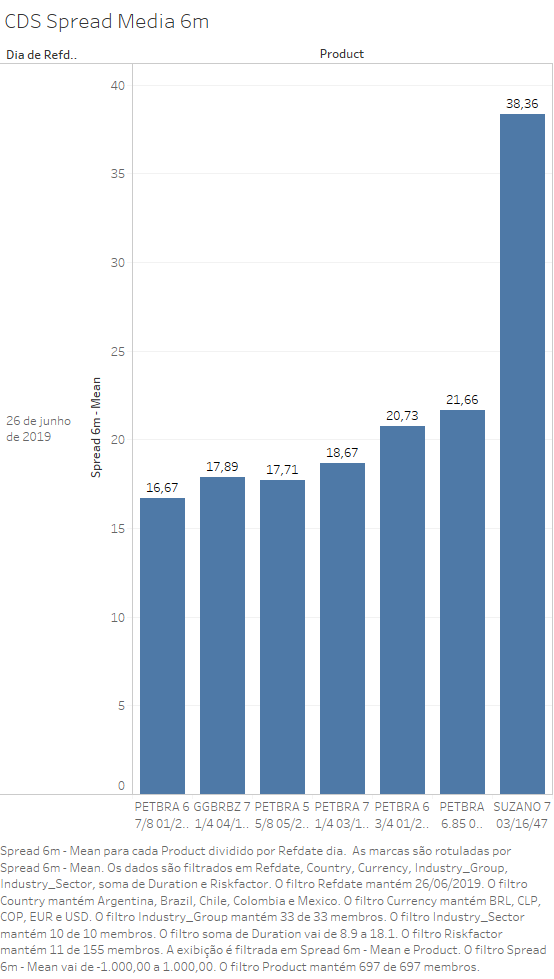 CDS Spread Media 6m
Dia de Refd..
Product
40
35
30
25
20
15
10
5
0
Spread 6m - Mean
26 de junho
de 2019
16,67
17,89
17,71
18,67
20,73
21,66
38,36
PETBRA 6
7/8 01/2..
GGBRBZ 7
1/4 04/1..
PETBRA 5
5/8 05/2..
PETBRA 7
1/4 03/1..
PETBRA 6
3/4 01/2..
PETBRA
6.85 0..
SUZANO 7
03/16/47
Spread 6m - Mean para cada Product dividido por Refdate dia.  As marcas são rotuladas por
Spread 6m - Mean. Os dados são filtrados em Refdate, Country, Currency, Industry_Group,
Industry_Sector, soma de Duration e Riskfactor. O filtro Refdate mantém 26/06/2019. O filtro
Country mantém Argentina, Brazil, Chile, Colombia e Mexico. O filtro Currency mantém BRL, CLP,
COP, EUR e USD. O filtro Industry_Group mantém 33 de 33 membros. O filtro Industry_Sector
mantém 10 de 10 membros. O filtro soma de Duration vai de 8.9 a 18.1. O filtro Riskfactor
mantém 11 de 155 membros. A exibição é filtrada em Spread 6m - Mean e Product. O filtro Spread
6m - Mean vai de -1.000,00 a 1.000,00. O filtro Product mantém 697 de 697 membros.